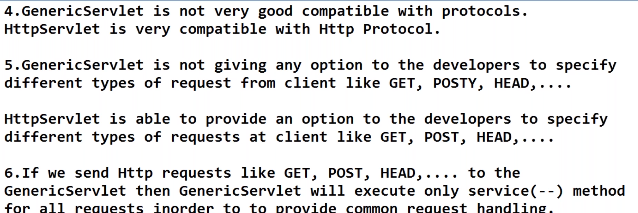 4.GenericServlet is not very good compatible with protocols.
HttpServlet is very compatible with Http Protocol.
5.GenericServlet is not giving any option to the developers to specify
different types of request from client like GET, POSTY, HEAD,....
HttpServlet is able to provide an option to the developers to specify
different types of requests at client like GET, POST, HEAD,....
6.If we send Http requests like GET, POST, HEAD,.... to the
GenericServlet then GenericServlet will execute only service(--) method
for all requests inorder to to provide common request handling.